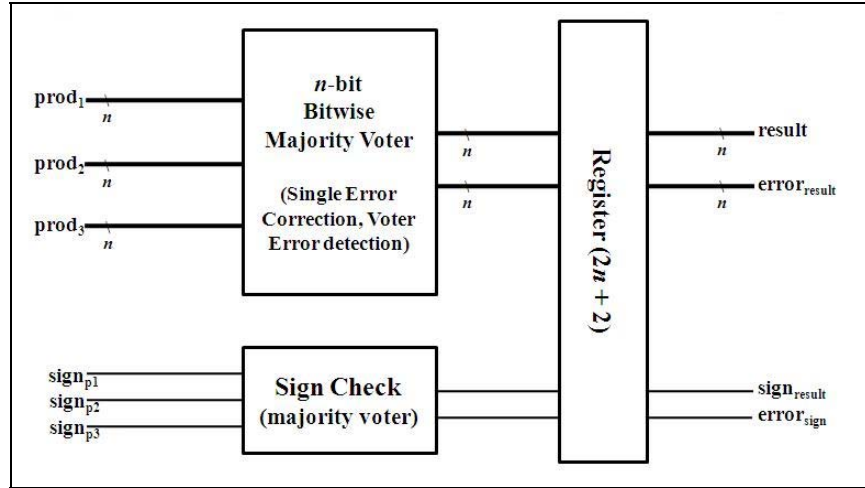 prod₁
n
prod₂
n
prod₃
n
n-bit
Bitwise
Majority Voter
(Single Error
Correction, Voter
Error detection)
n
n
Register (2n + 2)
result
n
error_result
n
sign_p1
sign_p2
sign_p3
Sign Check
(majority voter)
sign_result
error_sign